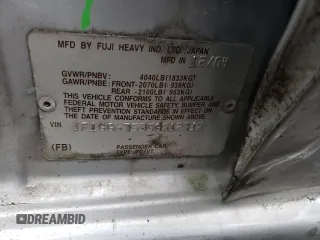 MFD BY FUJI HEAVY IND. LTD. JAPAN
MFD IN 12/04
GVWR/PNBV: 4040LB(1833KG)
GAWR/PNBE: FRONT-2070LB( 939KG)
REAR -2100LB( 953KG)
THIS VEHICLE CONFORMS TO ALL APPLICABLE
FEDERAL MOTOR VEHICLE SAFETY, BUMPER AND
THEFT PREVENTION STANDARDS IN EFFECT
ON THE DATE OF MANUFACTURE SHOWN ABOVE.
VIN
(FB) PASSENGER CAR
DREAMBID